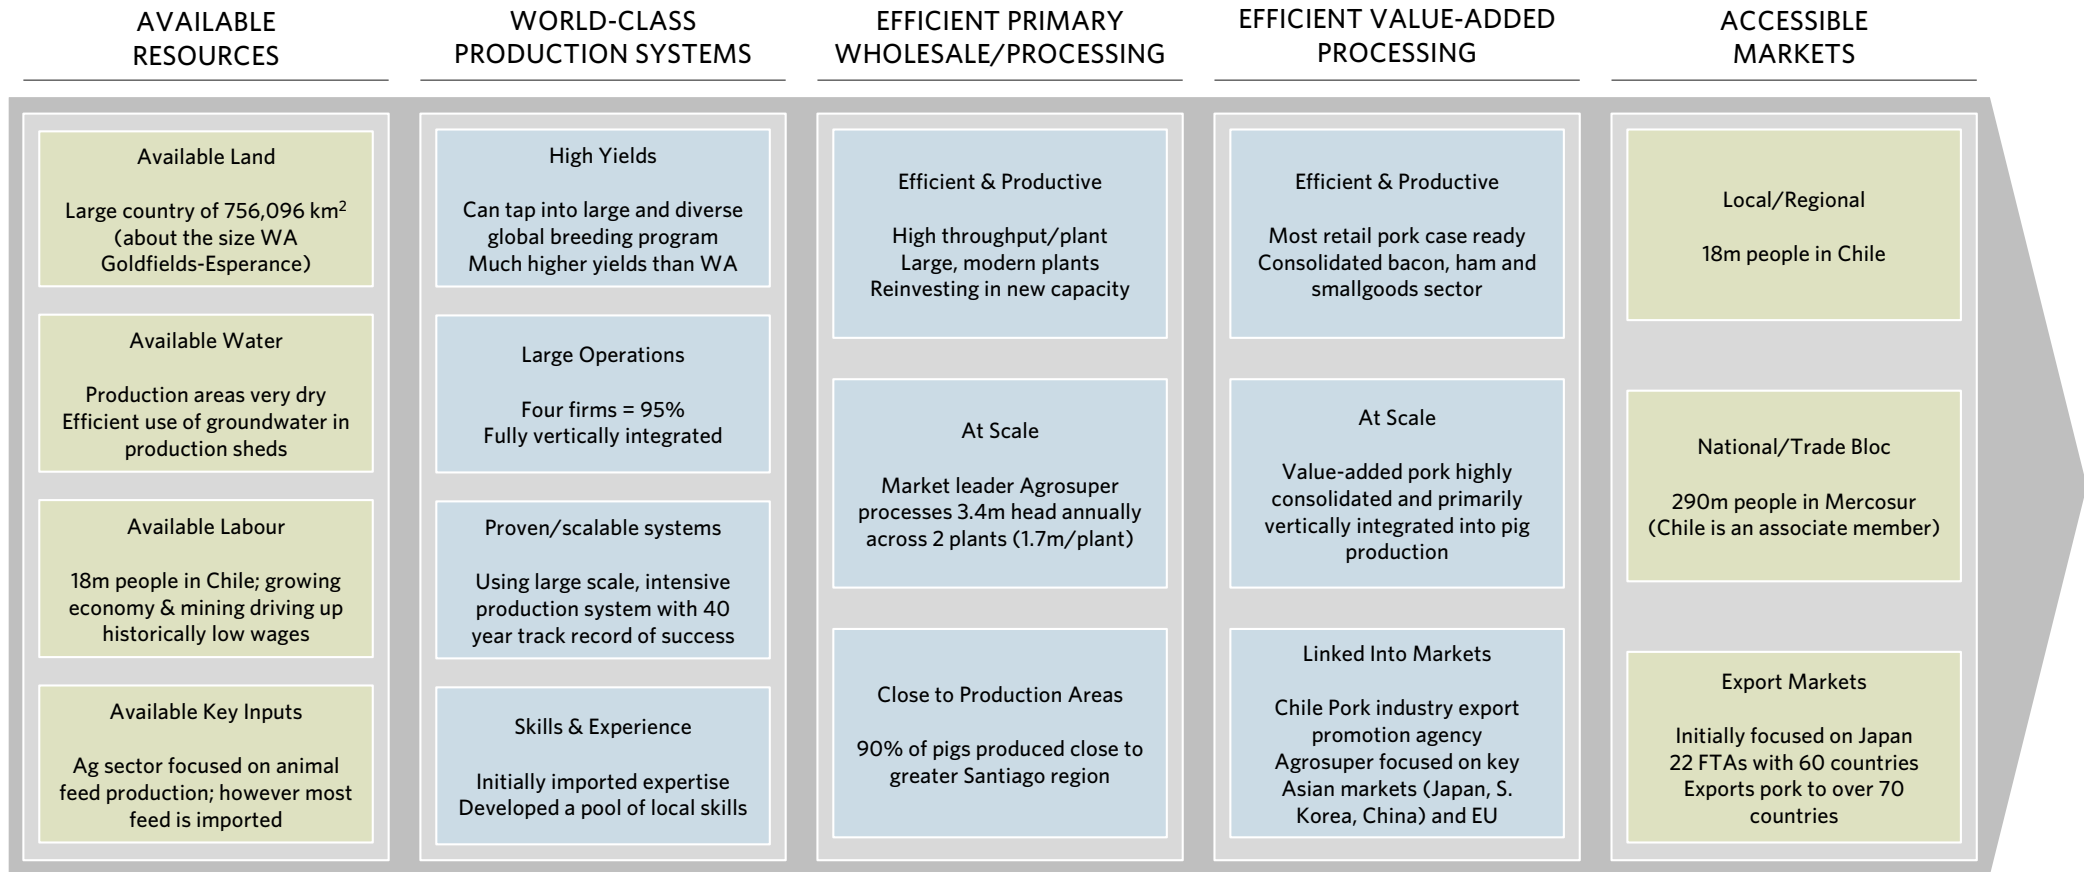 AVAILABLE
RESOURCES
WORLD-CLASS
PRODUCTION SYSTEMS
EFFICIENT PRIMARY
WHOLESALE/PROCESSING
EFFICIENT VALUE-ADDED
PROCESSING
ACCESSIBLE
MARKETS
Available Land
Large country of 756,096 km²
(about the size WA
Goldfields-Esperance)
Available Water
Production areas very dry
Efficient use of groundwater in
production sheds
Available Labour
18m people in Chile; growing
economy & mining driving up
historically low wages
Available Key Inputs
Ag sector focused on animal
feed production; however most
feed is imported
High Yields
Can tap into large and diverse
global breeding program
Much higher yields than WA
Large Operations
Four firms = 95%
Fully vertically integrated
Proven/scalable systems
Using large scale, intensive
production system with 40
year track record of success
Skills & Experience
Initially imported expertise
Developed a pool of local skills
Efficient & Productive
High throughput/plant
Large, modern plants
Reinvesting in new capacity
At Scale
Market leader Agrosuper
processes 3.4m head annually
across 2 plants (1.7m/plant)
Close to Production Areas
90% of pigs produced close to
greater Santiago region
Efficient & Productive
Most retail pork case ready
Consolidated bacon, ham and
smallgoods sector
At Scale
Value-added pork highly
consolidated and primarily
vertically integrated into pig
production
Linked Into Markets
Chile Pork industry export
promotion agency
Agrosuper focused on key
Asian markets (Japan, S.
Korea, China) and EU
Local/Regional
18m people in Chile
National/Trade Bloc
290m people in Mercosur
(Chile is an associate member)
Export Markets
Initially focused on Japan
22 FTAs with 60 countries
Exports pork to over 70
countries